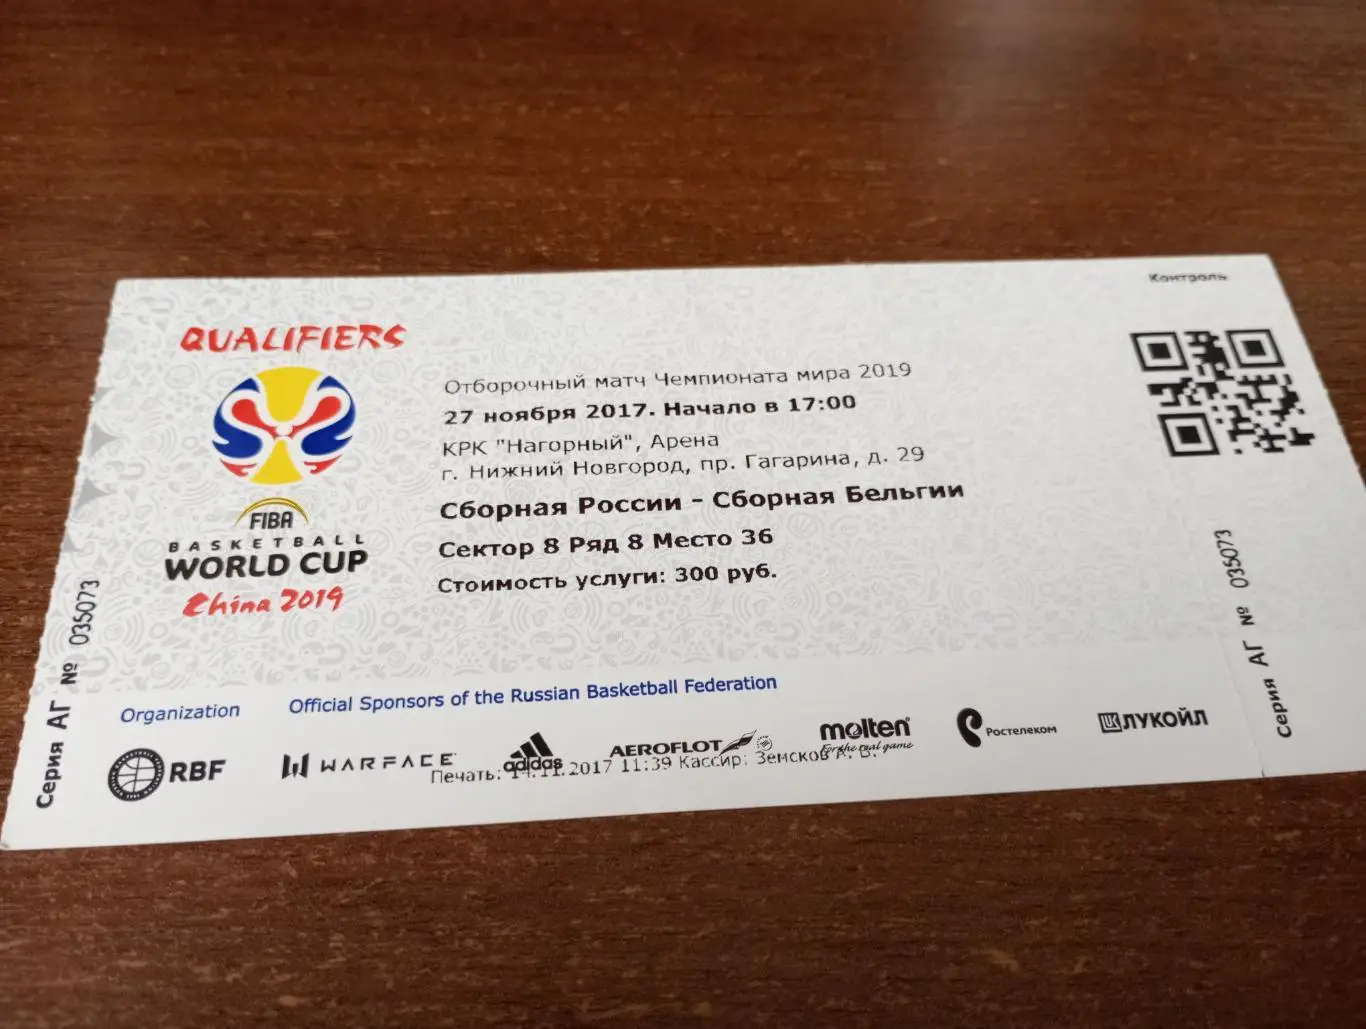 Контроль
QUALIFIERS
Отборочный матч Чемпионата мира 2019
27 ноября 2017. Начало в 17:00
КРК "Нагорный", Арена
г. Нижний Новгород, пр. Гагарина, д. 29
Сборная России - Сборная Бельгии
Сектор 8 Ряд 8 Место 36
Стоимость услуги: 300 руб.
FIBA
BASKETBALL
WORLD CUP
China 2019
Серия АГ № 035073
Серия АГ № 035073
Organization
Official Sponsors of the Russian Basketball Federation
RBF
WARFACE
adidas
AEROFLOT
molten
For the real game
Ростелеком
ЛУКОЙЛ
Печать: 14.11.2017 11:39 Кассир: Земсков А. В.